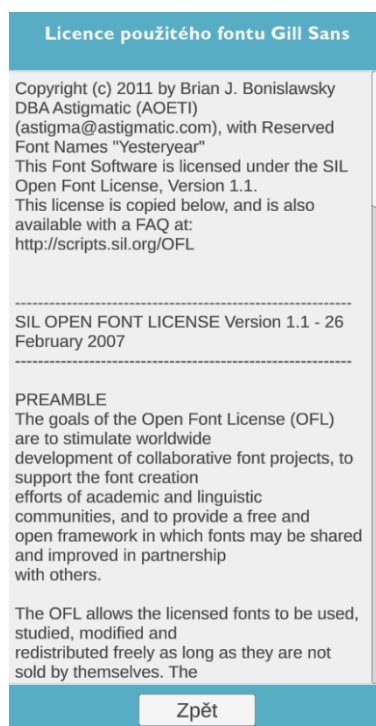 Licence použitého fontu Gill Sans
Copyright (c) 2011 by Brian J. Bonislawsky
DBA Astigmatic (AOETI)
(astigma@astigmatic.com), with Reserved
Font Names "Yesteryear"
This Font Software is licensed under the SIL
Open Font License, Version 1.1.
This license is copied below, and is also
available with a FAQ at:
http://scripts.sil.org/OFL
-----------------------------------------------------------
SIL OPEN FONT LICENSE Version 1.1 - 26
February 2007
-----------------------------------------------------------
PREAMBLE
The goals of the Open Font License (OFL)
are to stimulate worldwide
development of collaborative font projects, to
support the font creation
efforts of academic and linguistic
communities, and to provide a free and
open framework in which fonts may be shared
and improved in partnership
with others.
The OFL allows the licensed fonts to be used,
studied, modified and
redistributed freely as long as they are not
sold by themselves. The
Zpět